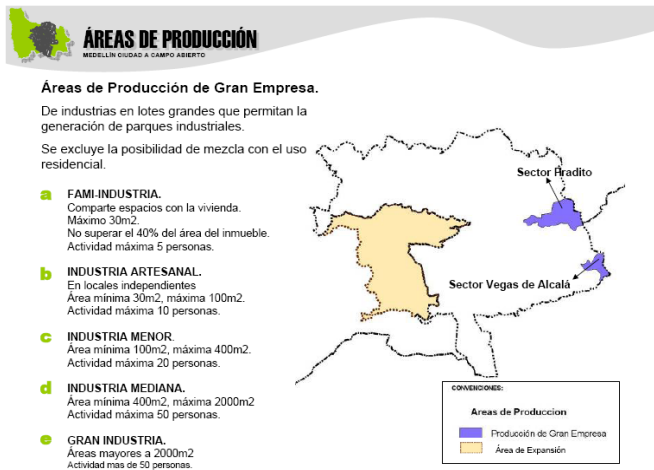 ÁREAS DE PRODUCCIÓN
MEDELLÍN CIUDAD A CAMPO ABIERTO
Áreas de Producción de Gran Empresa.
De industrias en lotes grandes que permitan la
generación de parques industriales.
Se excluye la posibilidad de mezcla con el uso
residencial.
a FAMI-INDUSTRIA.
Comparte espacios con la vivienda.
Máximo 30m2.
No superar el 40% del área del inmueble.
Actividad máxima 5 personas.
b INDUSTRIA ARTESANAL.
En locales independientes
Área mínima 30m2, máxima 100m2.
Actividad máxima 10 personas.
c INDUSTRIA MENOR.
Área mínima 100m2, máxima 400m2.
Actividad máxima 20 personas.
d INDUSTRIA MEDIANA.
Área mínima 400m2, máxima 2000m2
Actividad máxima 50 personas.
e GRAN INDUSTRIA.
Áreas mayores a 2000m2
Actividad mas de 50 personas.
Sector Pradito
Sector Vegas de Alcalá
CONVENCIONES:
Areas de Produccion
Producción de Gran Empresa
Área de Expansión